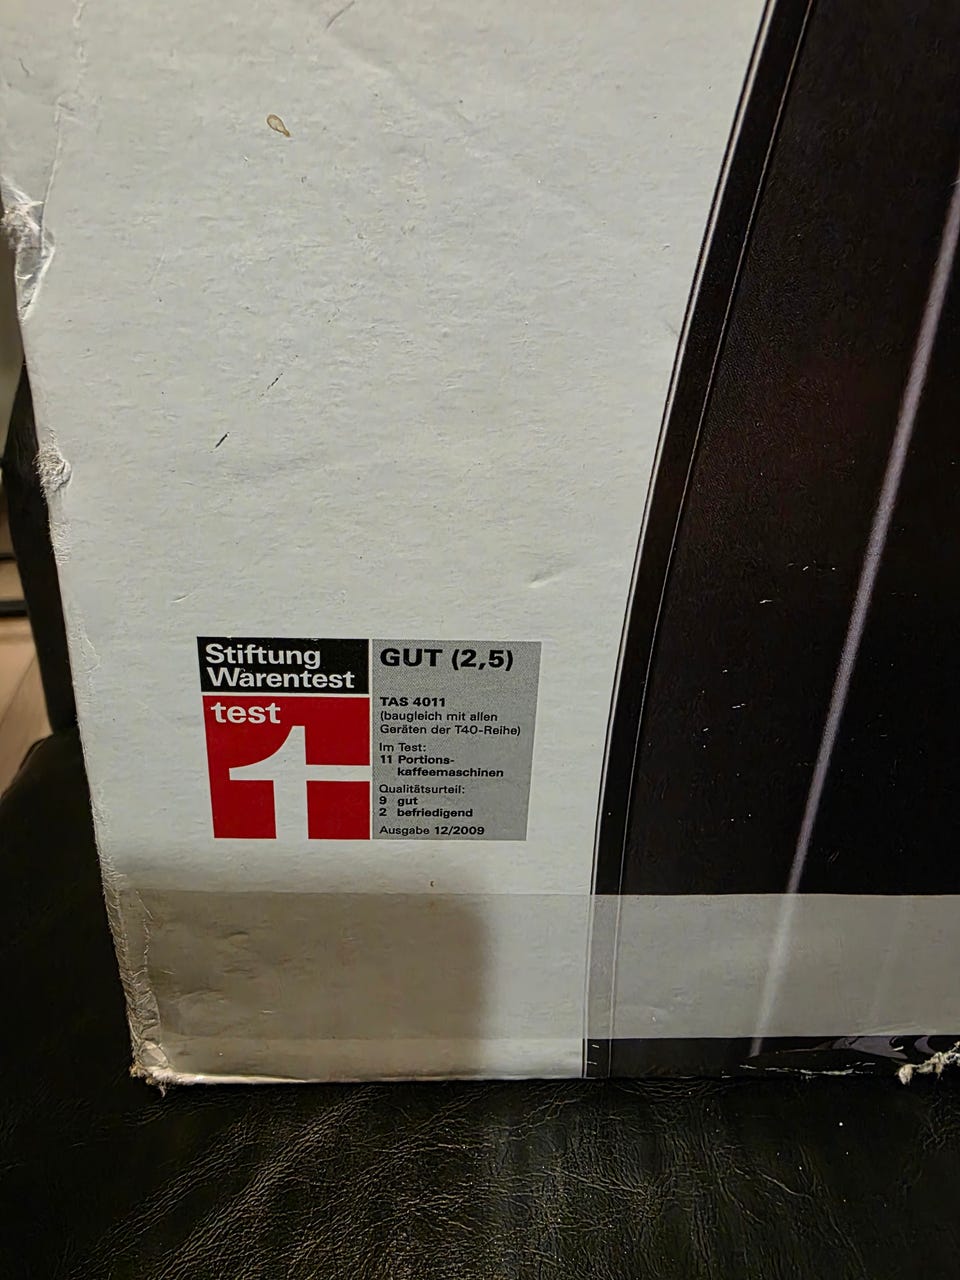 Stiftung
Warentest
test
GUT (2,5)
TAS 4011
(baugleich mit allen
Geräten der T40-Reihe)
Im Test:
11 Portions-
kaffeemaschinen
Qualitätsurteil:
9 gut
2 befriedigend
Ausgabe 12/2009